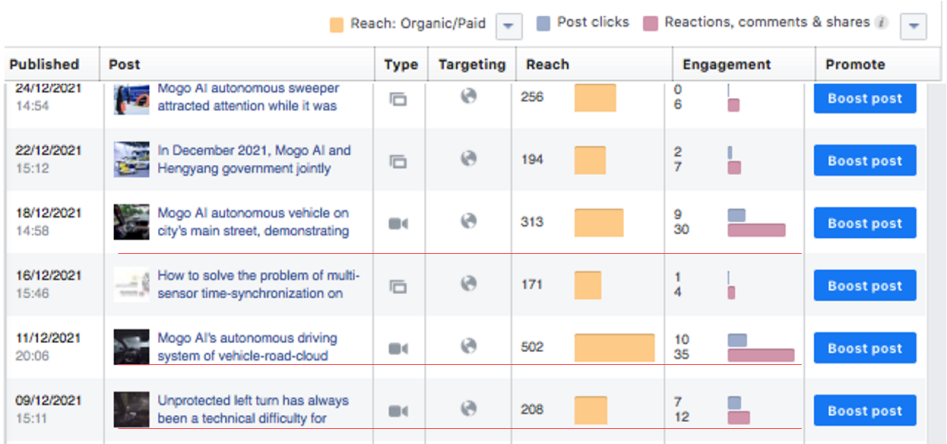 Reach: Organic/Paid Post clicks Reactions, comments & shares i
Published Post Type Targeting Reach Engagement Promote
24/12/2021 Mogo AI autonomous sweeper 256 0 Boost post
14:54 attracted attention while it was 6
22/12/2021 In December 2021, Mogo AI and 194 2 Boost post
15:12 Hengyang government jointly 7
18/12/2021 Mogo AI autonomous vehicle on 313 9 Boost post
14:58 city's main street, demonstrating 30
16/12/2021 How to solve the problem of multi- 171 1 Boost post
15:46 sensor time-synchronization on 4
11/12/2021 Mogo AI's autonomous driving 502 10 Boost post
20:06 system of vehicle-road-cloud 35
09/12/2021 Unprotected left turn has always 208 7 Boost post
15:11 been a technical difficulty for 12